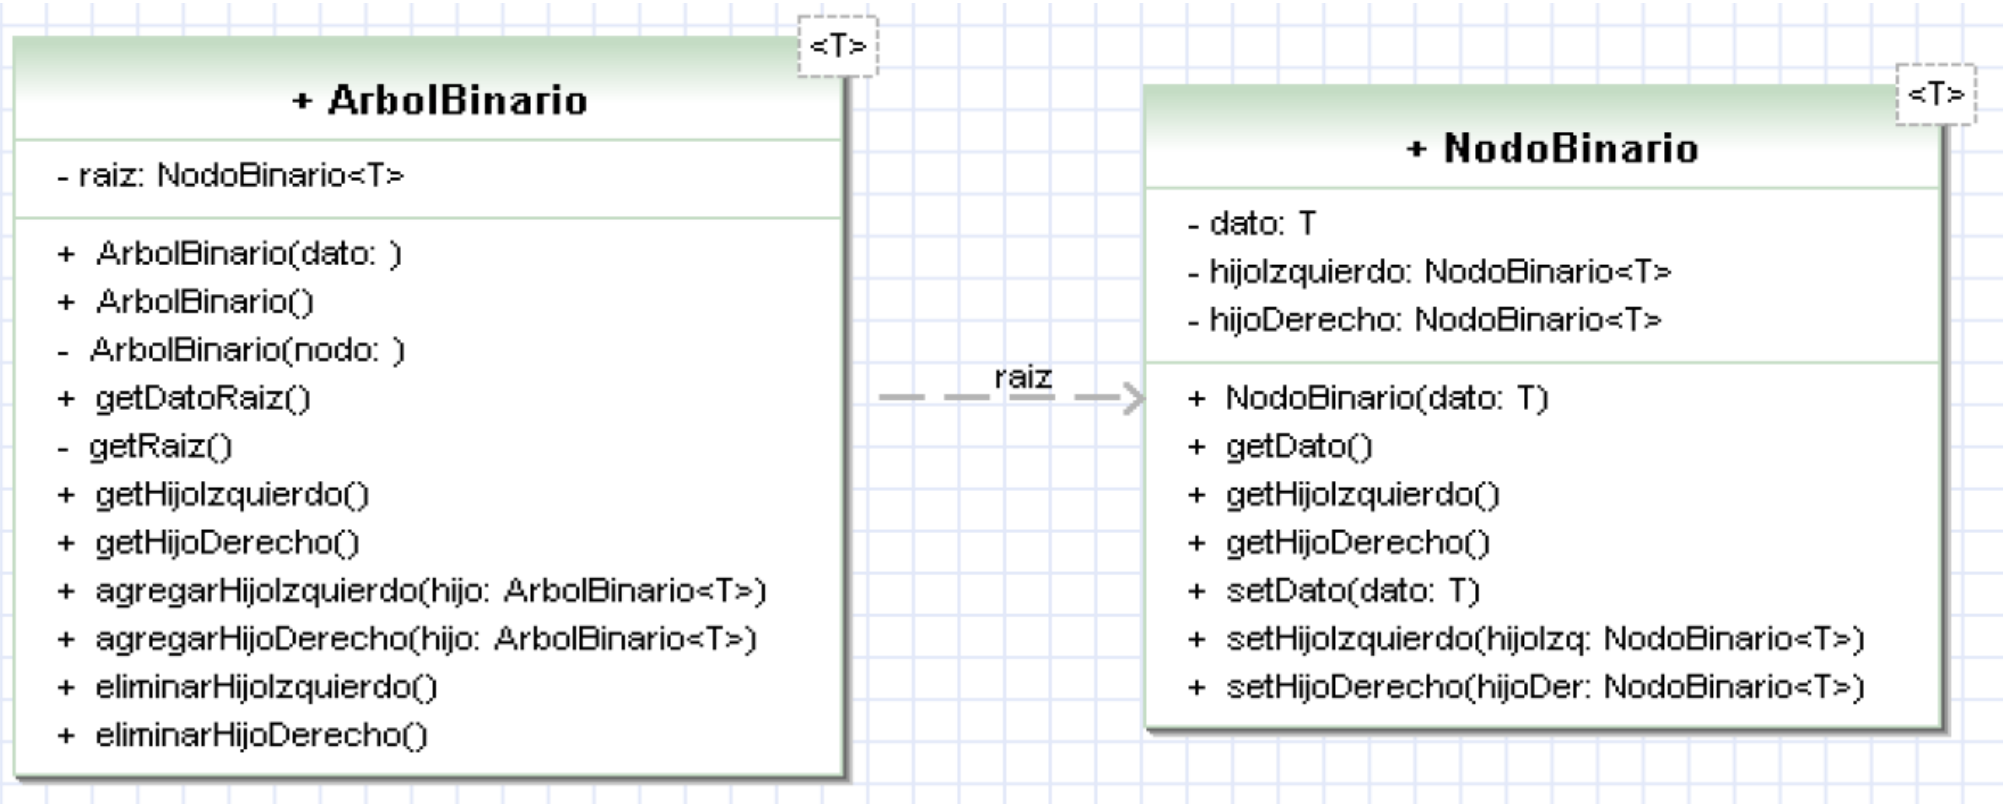 <T>
+ ArbolBinario
- raiz: NodoBinario<T>
+ ArbolBinario(dato: )
+ ArbolBinario()
- ArbolBinario(nodo: )
+ getDatoRaiz()
- getRaiz()
+ getHijoIzquierdo()
+ getHijoDerecho()
+ agregarHijoIzquierdo(hijo: ArbolBinario<T>)
+ agregarHijoDerecho(hijo: ArbolBinario<T>)
+ eliminarHijoIzquierdo()
+ eliminarHijoDerecho()
raiz
<T>
+ NodoBinario
- dato: T
- hijoIzquierdo: NodoBinario<T>
- hijoDerecho: NodoBinario<T>
+ NodoBinario(dato: T)
+ getDato()
+ getHijoIzquierdo()
+ getHijoDerecho()
+ setDato(dato: T)
+ setHijoIzquierdo(hijoIzq: NodoBinario<T>)
+ setHijoDerecho(hijoDer: NodoBinario<T>)